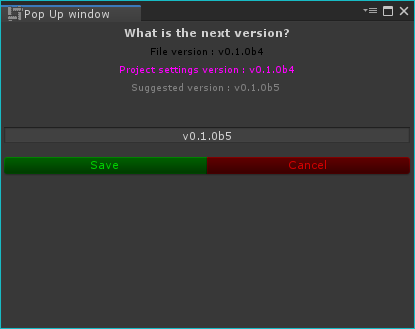 Pop Up window
What is the next version?
File version : v0.1.0b4
Project settings version : v0.1.0b4
Suggested version : v0.1.0b5
v0.1.0b5
Save Cancel